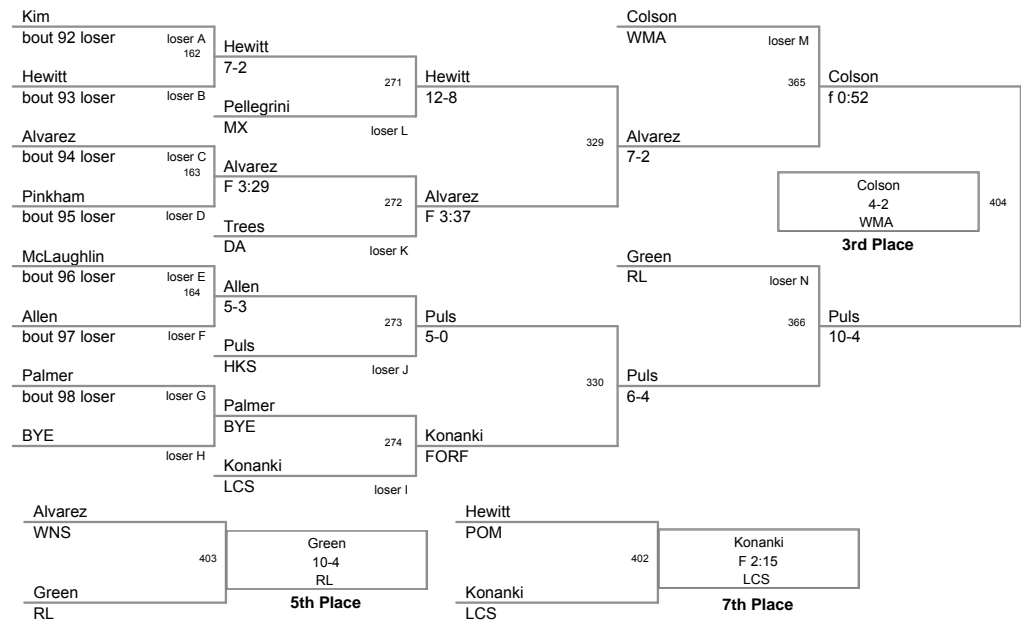 Kim
bout 92 loser
loser A
162
Hewitt
7-2
Hewitt
bout 93 loser
loser B
271
Hewitt
12-8
Pellegrini
MX
loser L
Alvarez
bout 94 loser
loser C
163
Alvarez
F 3:29
Pinkham
bout 95 loser
loser D
272
Alvarez
F 3:37
Trees
DA
loser K
329
Alvarez
7-2
Colson
WMA
loser M
365
Colson
f 0:52
McLaughlin
bout 96 loser
loser E
164
Allen
5-3
Allen
bout 97 loser
loser F
273
Puls
5-0
Puls
HKS
loser J
Palmer
bout 98 loser
loser G
Palmer
BYE
BYE
loser H
274
Konanki
FORF
Konanki
LCS
loser I
330
Puls
6-4
Green
RL
loser N
366
Puls
10-4
Colson
4-2
WMA
404
3rd Place
Alvarez
WNS
403
Green
RL
Green
10-4
RL
5th Place
Hewitt
POM
402
Konanki
LCS
Konanki
F 2:15
LCS
7th Place